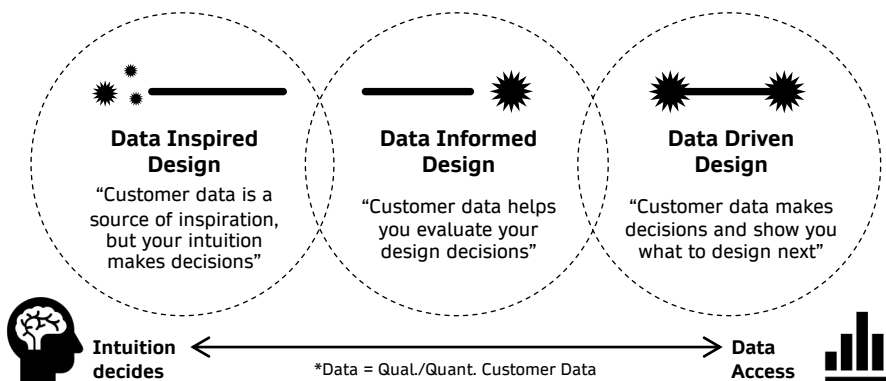 Data Inspired
Design
“Customer data is a
source of inspiration,
but your intuition
makes decisions”
Data Informed
Design
“Customer data helps
you evaluate your
design decisions”
Data Driven
Design
“Customer data makes
decisions and show you
what to design next”
Intuition
decides
*Data = Qual./Quant. Customer Data
Data
Access